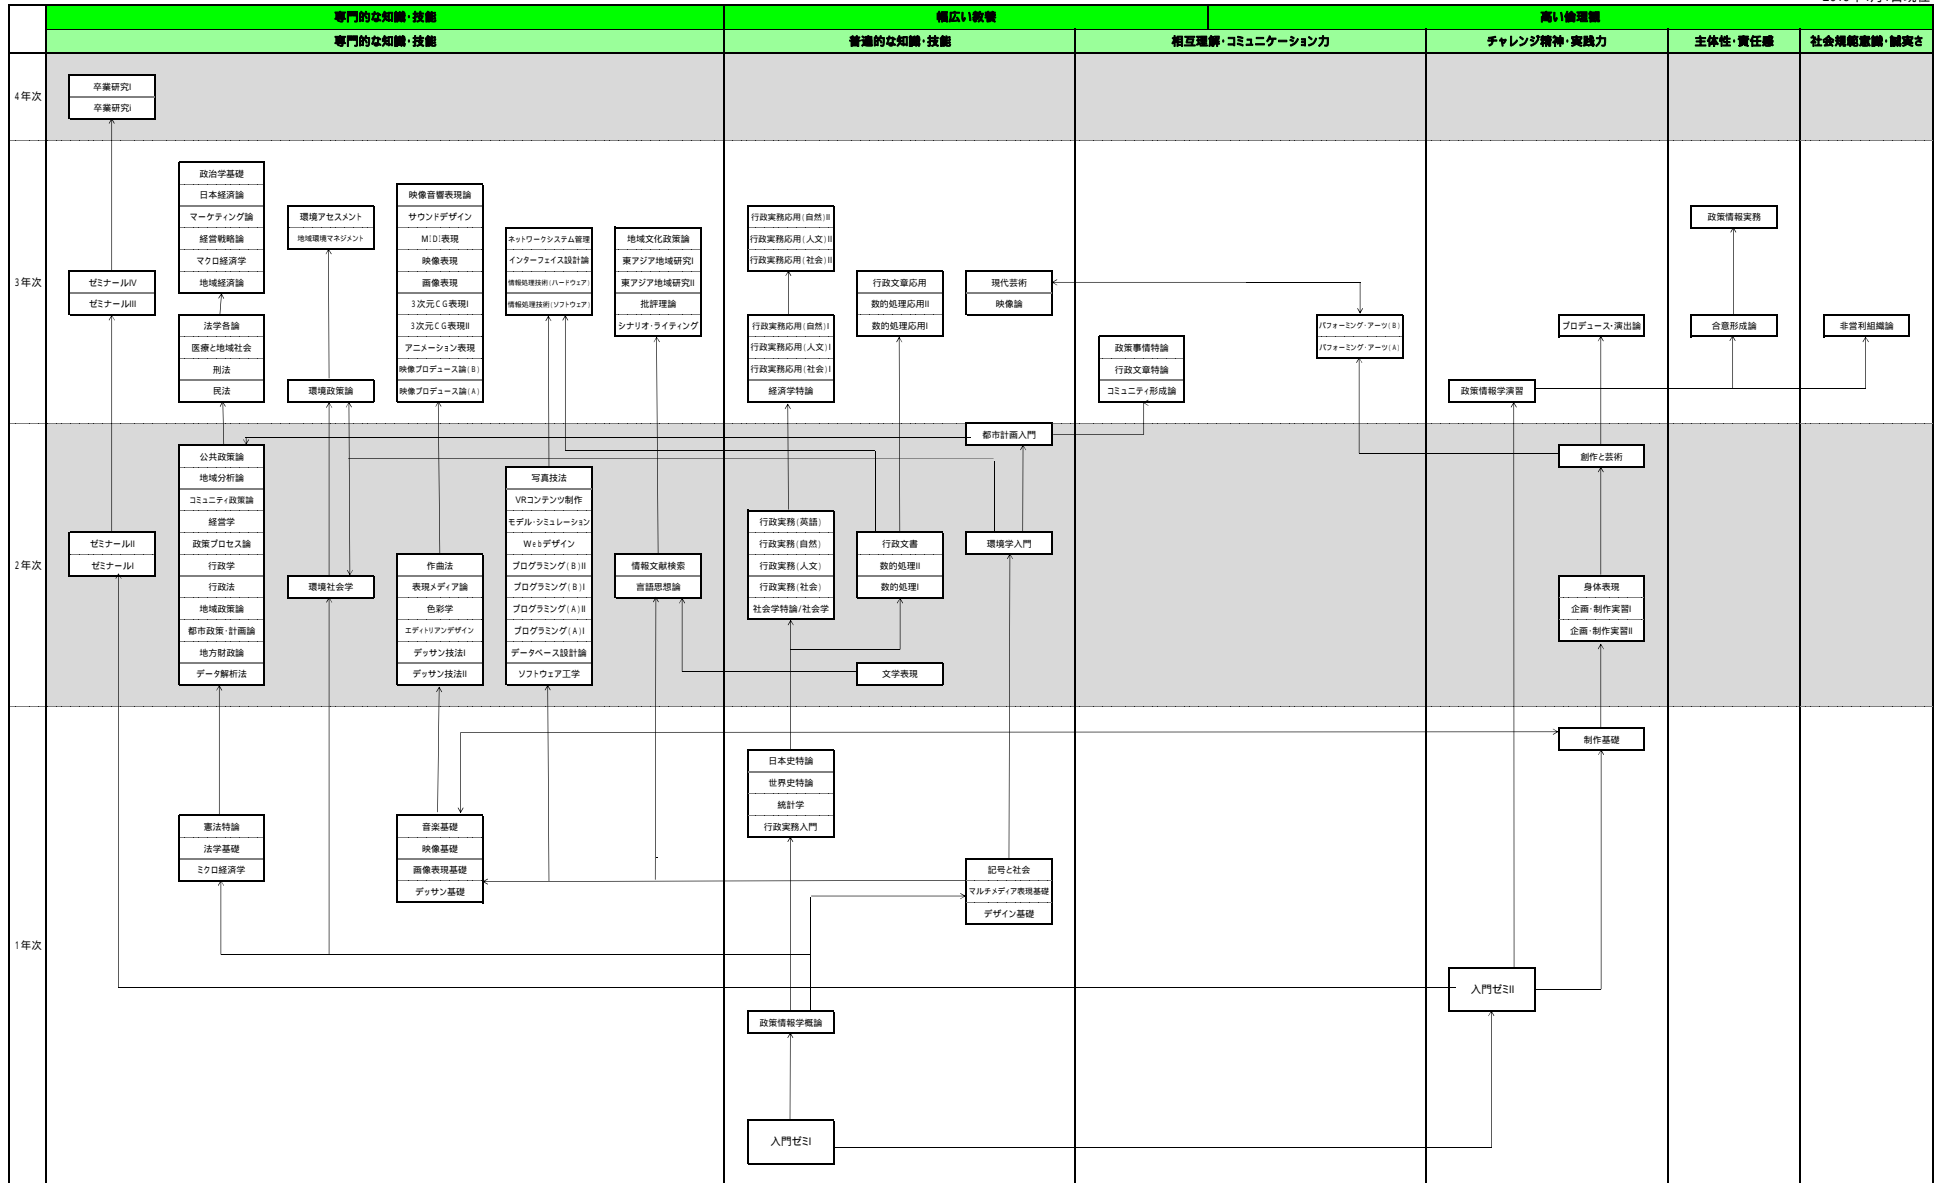 専門的な知識・技能
幅広い教養
高い倫理観
専門的な知識・技能
普遍的な知識・技能
相互理解・コミュニケーション力
チャレンジ精神・実践力
主体性・責任感
社会規範意識・誠実さ
4年次
卒業研究I
卒業研究i
3年次
ゼミナールIV
ゼミナールIII
政治学基礎
日本経済論
マーケティング論
経営戦略論
マクロ経済学
地域経済論
法学各論
医療と地域社会
刑法
民法
環境アセスメント
地域環境マネジメント
環境政策論
映像音響表現論
サウンドデザイン
MIDI表現
映像表現
画像表現
3次元CG表現I
3次元CG表現II
アニメーション表現
映像プロデュース論(B)
映像プロデュース論(A)
ネットワークシステム管理
インターフェイス設計論
情報処理技術(ハードウェア)
情報処理技術(ソフトウェア)
地域文化政策論
東アジア地域研究I
東アジア地域研究II
批評理論
シナリオ・ライティング
行政実務応用(自然)II
行政実務応用(人文)II
行政実務応用(社会)II
行政実務応用(自然)I
行政実務応用(人文)I
行政実務応用(社会)I
経済学特論
行政文章応用
数的処理応用II
数的処理応用I
現代芸術
映像論
政策事情特論
行政文章特論
コミュニティ形成論
パフォーミング・アーツ(B)
パフォーミング・アーツ(A)
政策情報学演習
プロデュース・演出論
政策情報実務
合意形成論
非営利組織論
2年次
ゼミナールII
ゼミナールI
公共政策論
地域分析論
コミュニティ政策論
経営学
政策プロセス論
行政学
行政法
地域政策論
都市政策・計画論
地方財政論
データ解析法
環境社会学
作曲法
表現メディア論
色彩学
エディトリアンデザイン
デッサン技法I
デッサン技法II
写真技法
VRコンテンツ制作
モデル・シミュレーション
Webデザイン
プログラミング(B)II
プログラミング(B)I
プログラミング(A)II
プログラミング(A)I
データベース設計論
ソフトウェア工学
情報文献検索
言語思想論
行政実務(英語)
行政実務(自然)
行政実務(人文)
行政実務(社会)
社会学特論/社会学
行政文書
数的処理II
数的処理I
文学表現
都市計画入門
環境学入門
創作と芸術
身体表現
企画・制作実習I
企画・制作実習II
1年次
憲法特論
法学基礎
ミクロ経済学
音楽基礎
映像基礎
画像表現基礎
デッサン基礎
日本史特論
世界史特論
統計学
行政実務入門
記号と社会
マルチメディア表現基礎
デザイン基礎
制作基礎
入門ゼミII
政策情報学概論
入門ゼミI